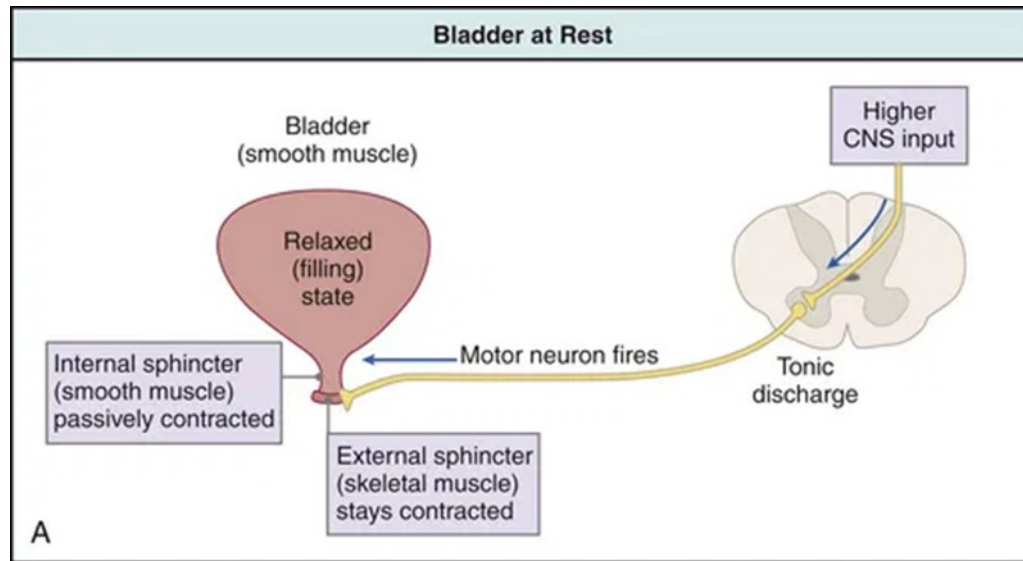 Bladder at Rest
Higher
CNS input
Bladder
(smooth muscle)
Relaxed
(filling)
state
Internal sphincter
(smooth muscle)
passively contracted
Motor neuron fires
Tonic
discharge
External sphincter
(skeletal muscle)
stays contracted
A